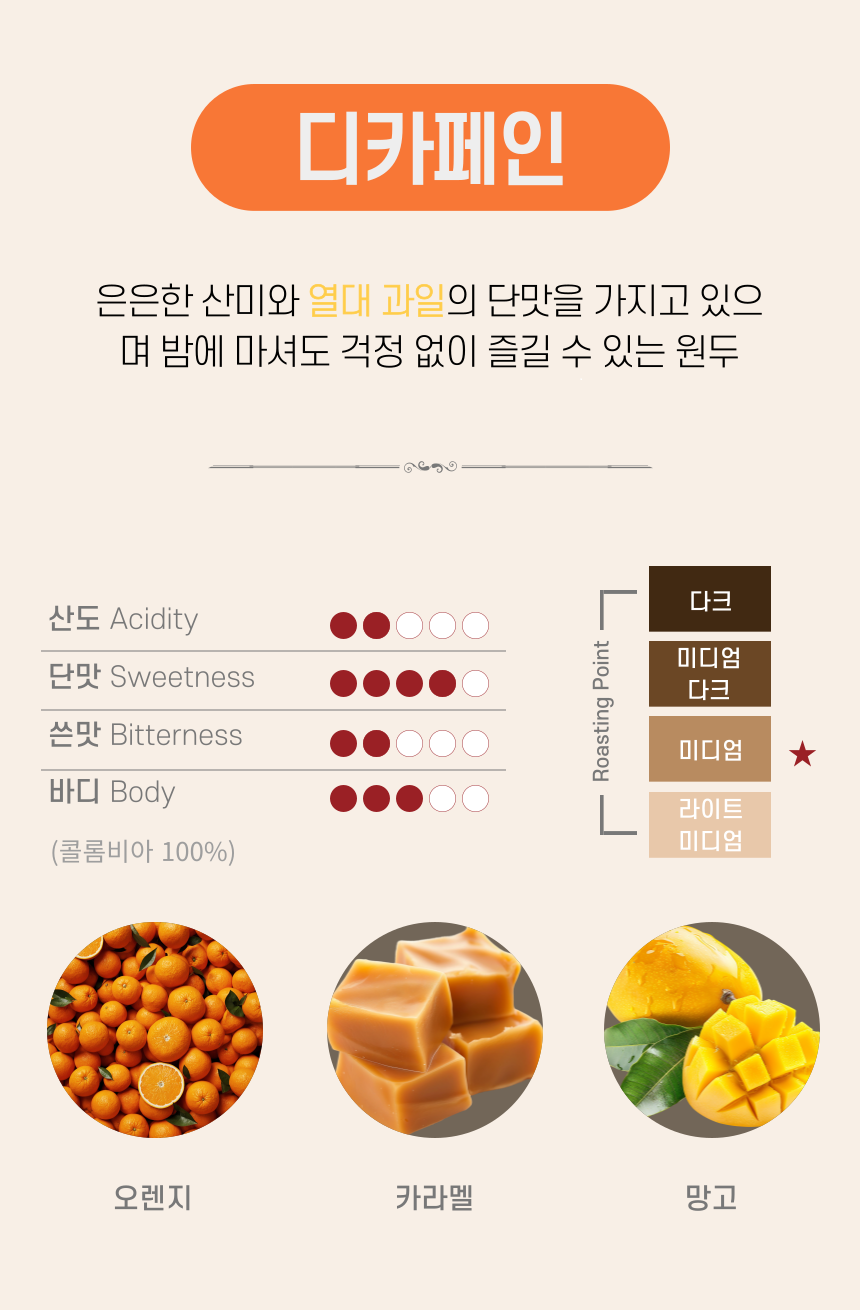 디카페인
은은한 산미와 열대 과일의 단맛을 가지고 있으
며 밤에 마셔도 걱정 없이 즐길 수 있는 원두
산도 Acidity
단맛 Sweetness
쓴맛 Bitterness
바디 Body
(콜롬비아 100%)
Roasting Point
다크
미디엄
다크
미디엄
라이트
미디엄
오렌지
카라멜
망고